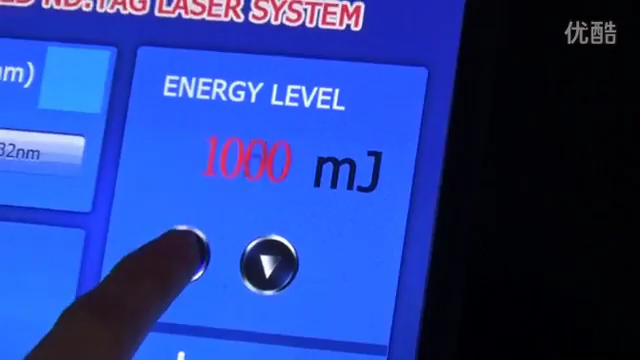 ND:YAG LASER SYSTEM
优酷
nm)
ENERGY LEVEL
32nm
1000 mJ